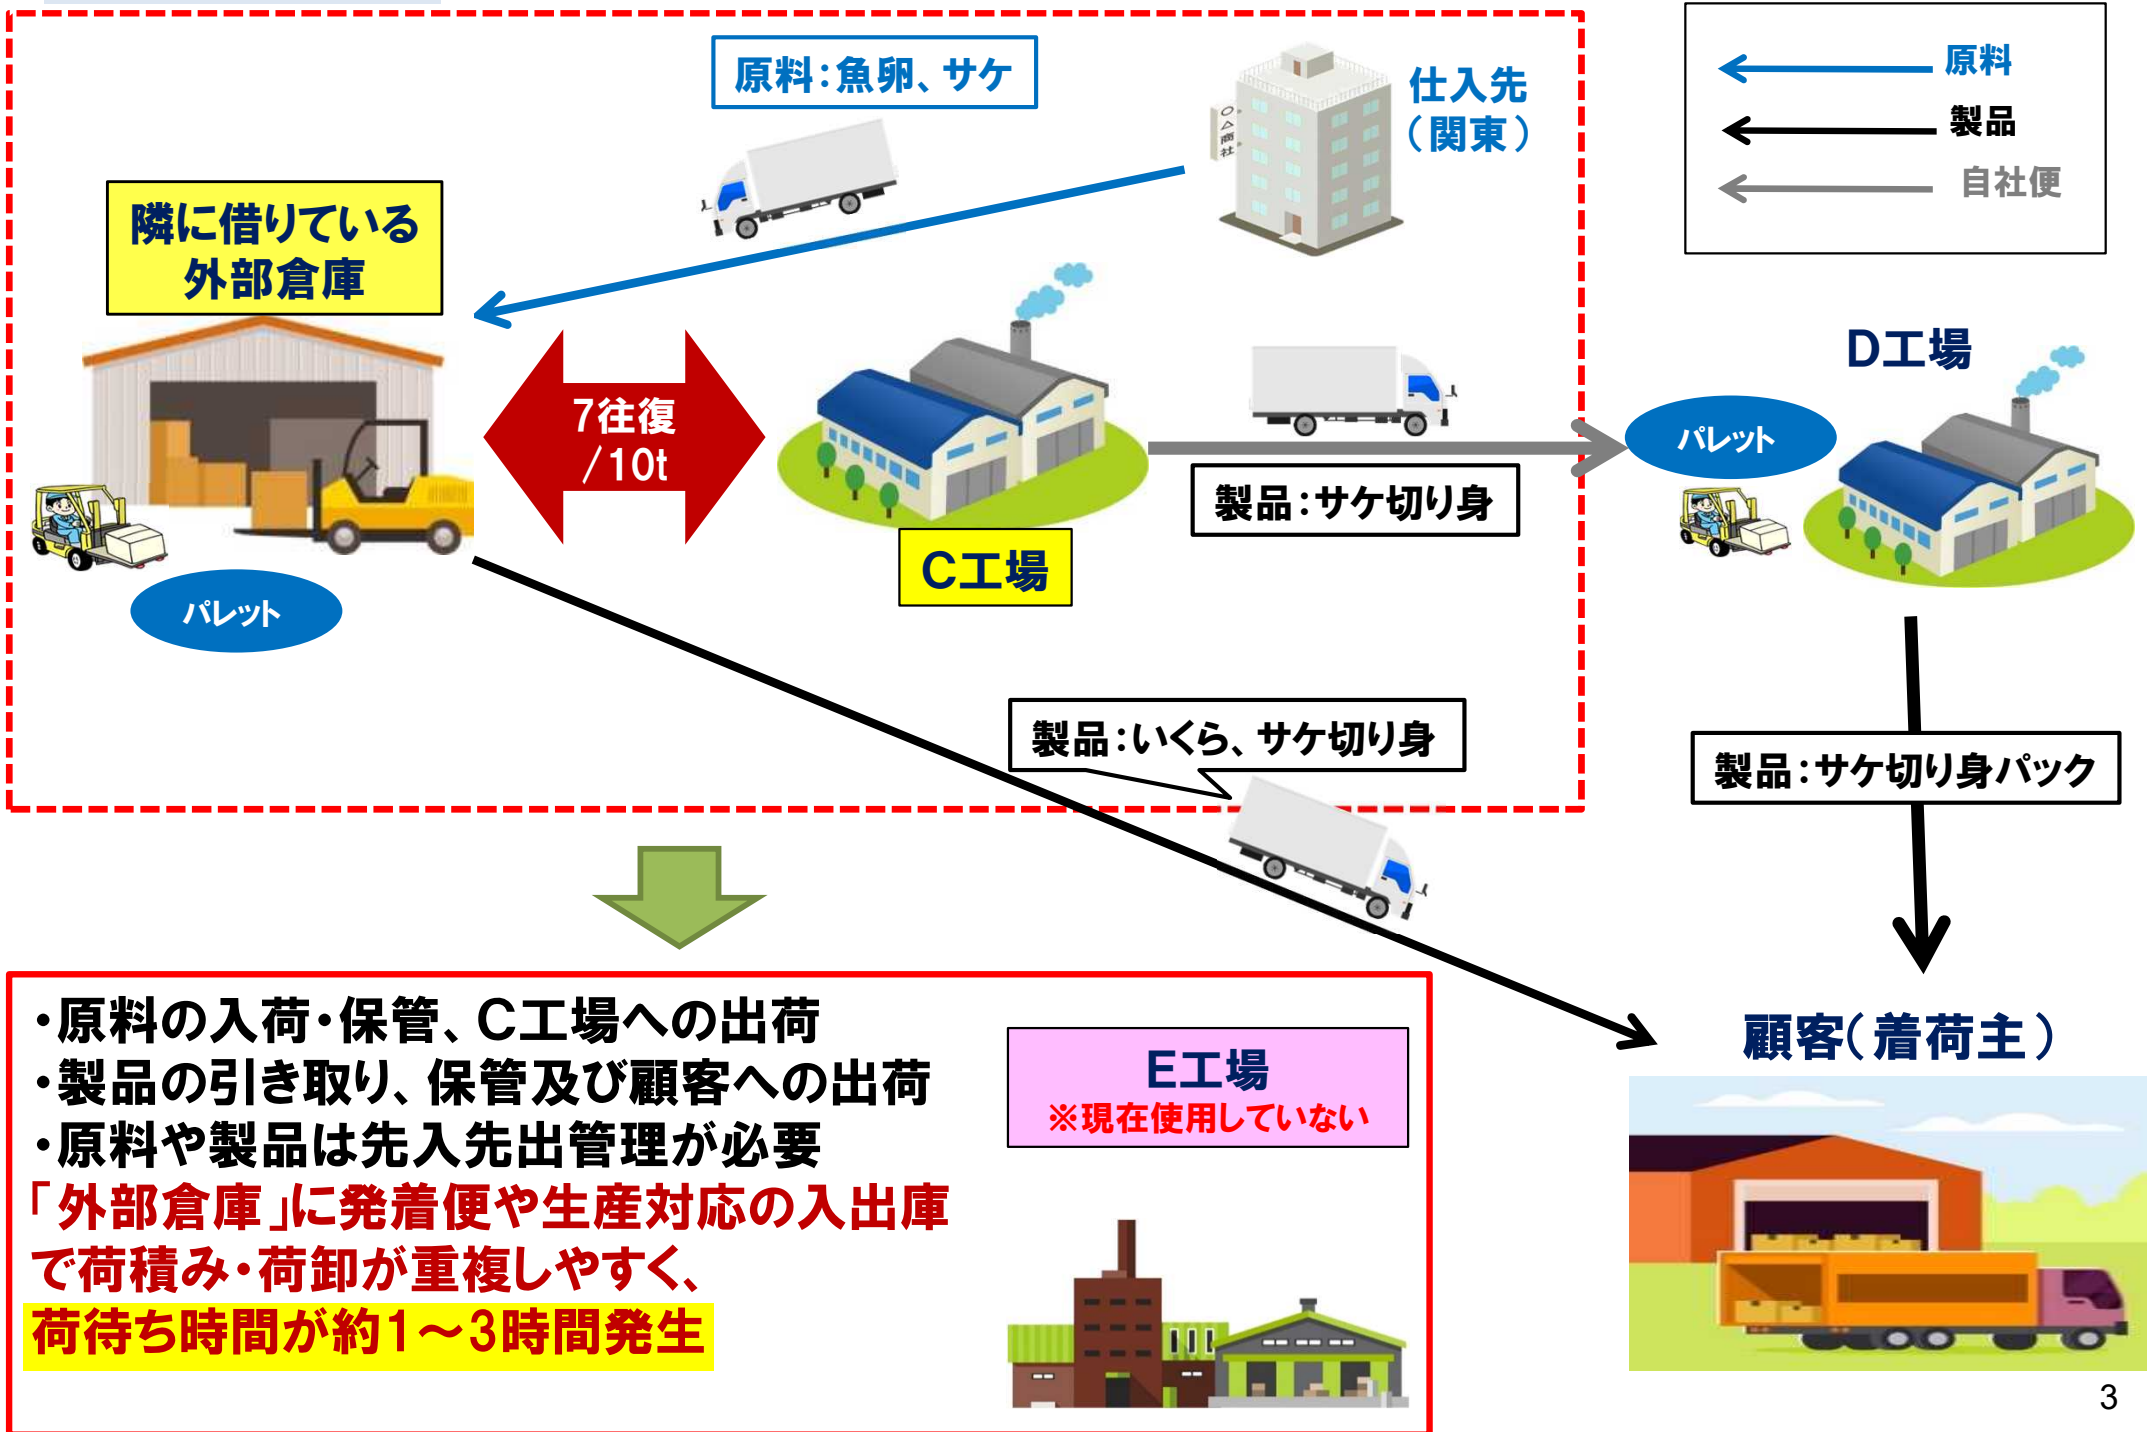 原料：魚卵、サケ
仕入先
（関東）
〇△商社
原料
製品
自社便
隣に借りている
外部倉庫
7往復
/10t
C工場
製品：サケ切り身
D工場
パレット
パレット
製品：いくら、サケ切り身
製品：サケ切り身パック
・原料の入荷・保管、C工場への出荷
・製品の引き取り、保管及び顧客への出荷
・原料や製品は先入先出管理が必要
「外部倉庫」に発着便や生産対応の入出庫
で荷積み・荷卸が重複しやすく、
荷待ち時間が約1～3時間発生
E工場
※現在使用していない
顧客（着荷主）
3